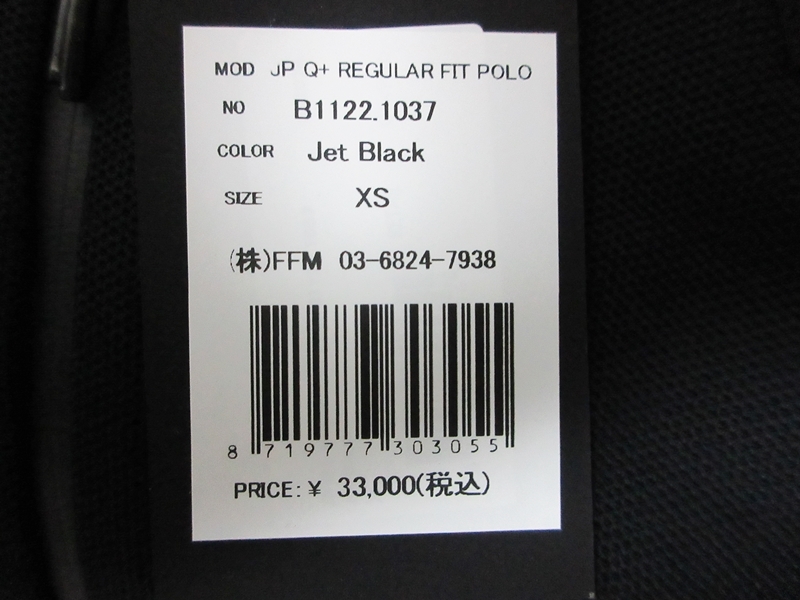 MOD JP Q+ REGULAR FIT POLO
NO B1122.1037
COLOR Jet Black
SIZE XS
(株)FFM 03-6824-7938
8 719777 303055
PRICE:¥ 33,000(税込)